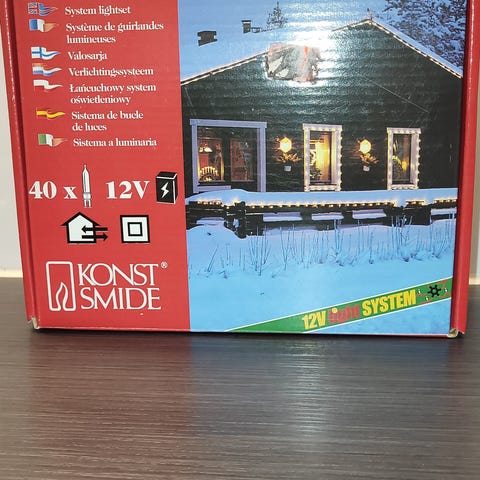 System lightset
Système de guirlandes
lumineuses
Valosarja
Verlichtingssysteem
Łańcuchowy system
oświetleniowy
Sistema de bucle
de luces
Sistema a luminaria
40 x 12V
KONST
SMIDE®
12V SYSTEM